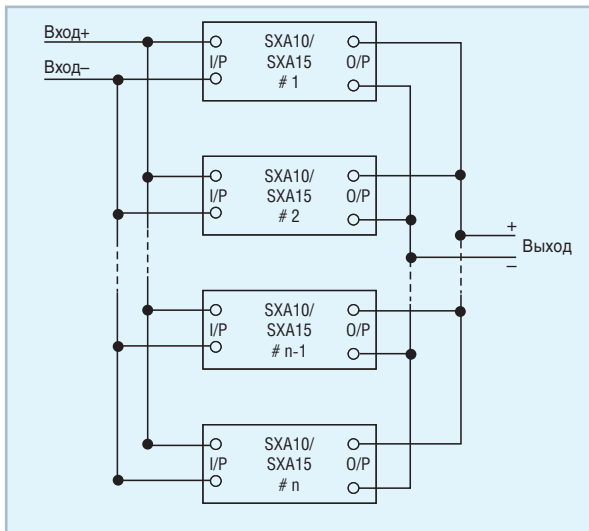 Вход+
Вход–
I/P
SXA10/
SXA15
# 1
O/P
I/P
SXA10/
SXA15
# 2
O/P
+
Выход
–
I/P
SXA10/
SXA15
# n-1
O/P
I/P
SXA10/
SXA15
# n
O/P